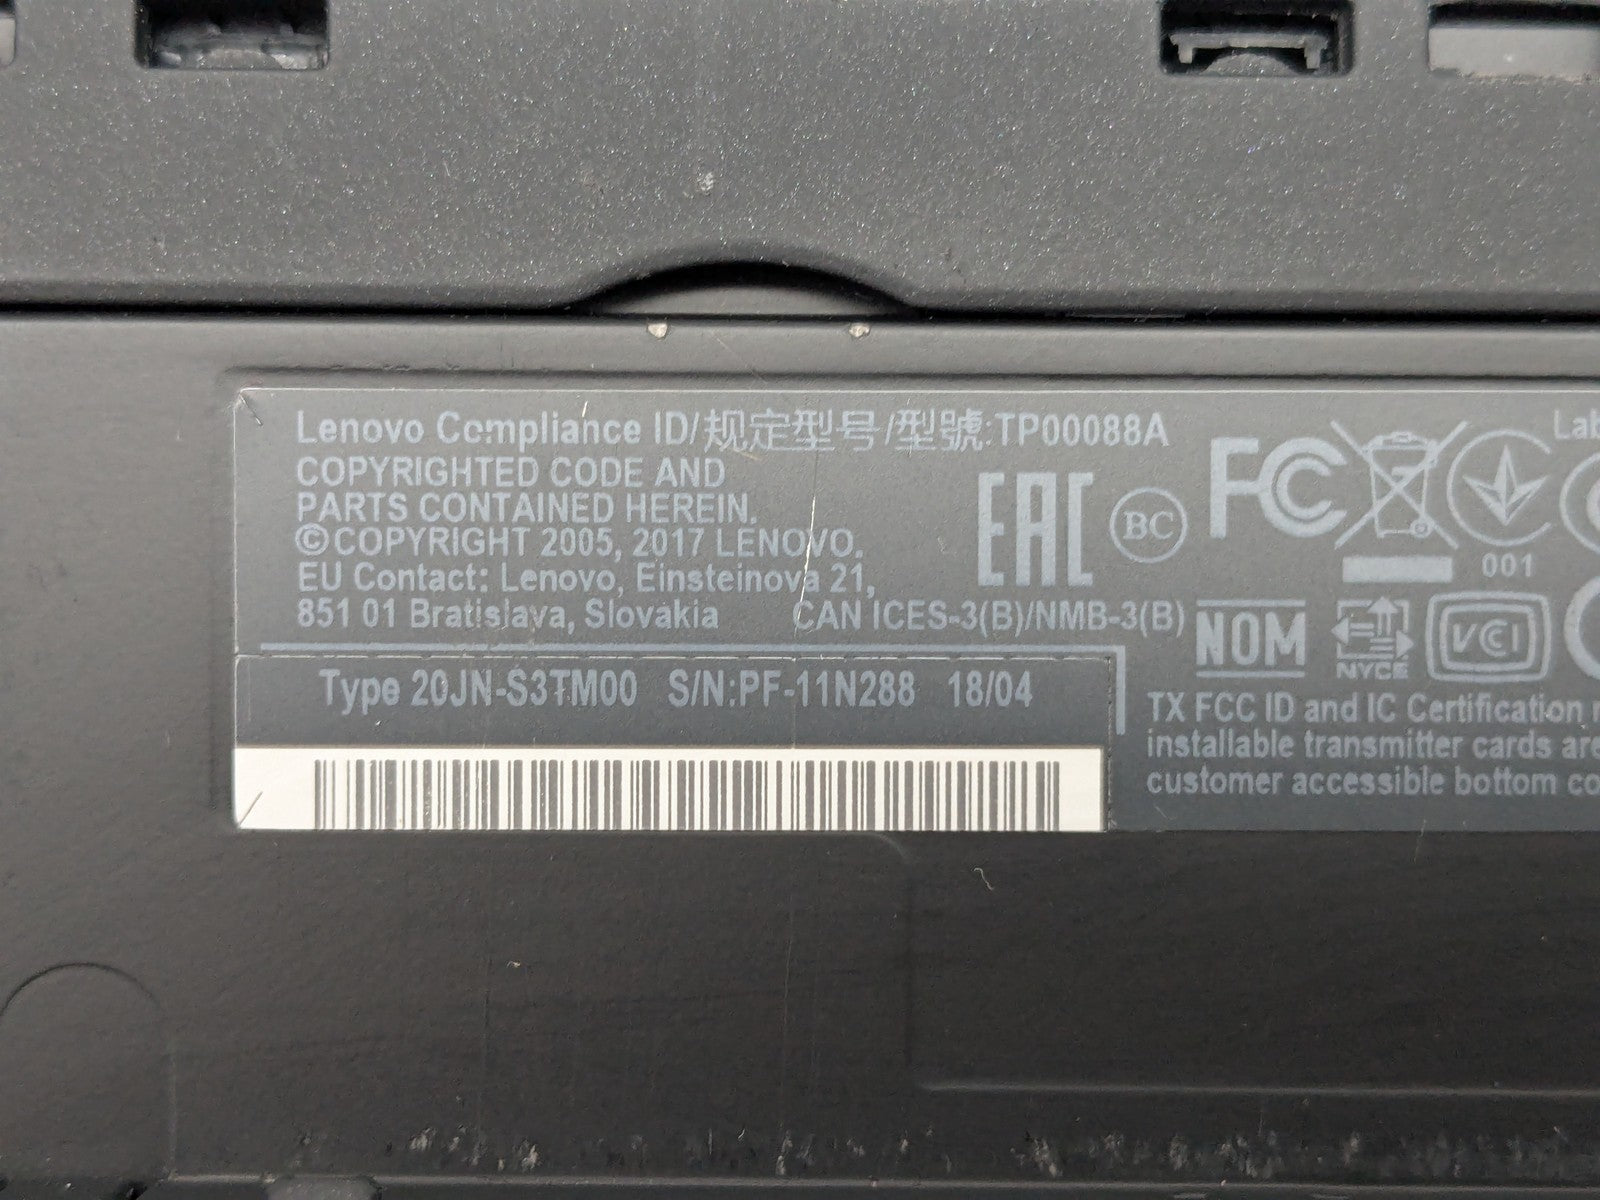 Lenovo Compliance ID/规定型号/型號:TP00088A
COPYRIGHTED CODE AND
PARTS CONTAINED HEREIN.
©COPYRIGHT 2005, 2017 LENOVO.
EU Contact: Lenovo, Einsteinova 21,
851 01 Bratislava, Slovakia
CAN ICES-3(B)/NMB-3(B)
EAC
BC
FC
001
Lab
NOM
NYCE
VCCI
Type 20JN-S3TM00 S/N:PF-11N288 18/04
TX FCC ID and IC Certification
installable transmitter cards are
customer accessible bottom co